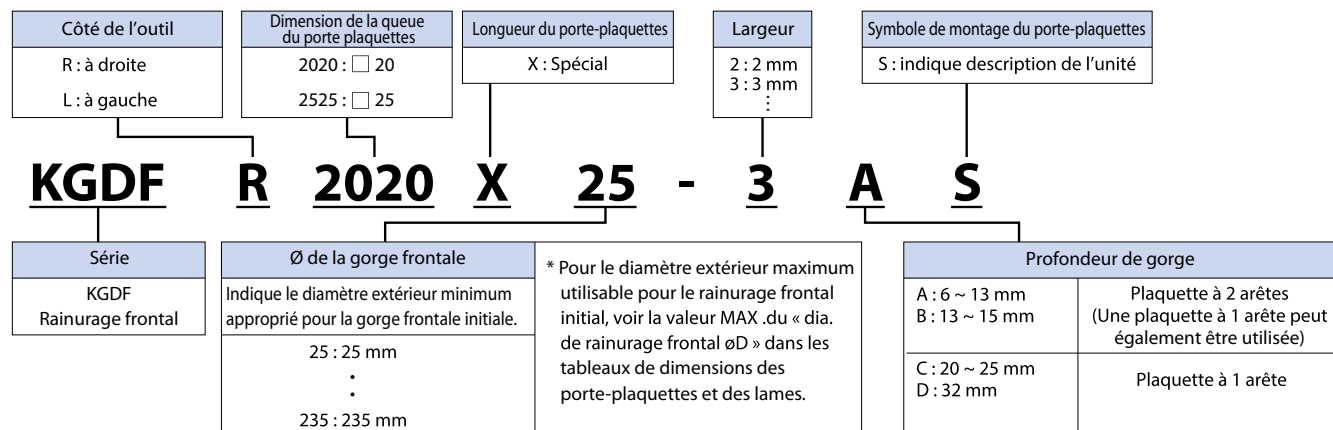 Côté de l’outil
R : à droite
L : à gauche
Dimension de la queue
du porte plaquettes
2020 : □ 20
2525 : □ 25
Longueur du porte-plaquettes
X : Spécial
Largeur
2 : 2 mm
3 : 3 mm
⋮
Symbole de montage du porte-plaquettes
S : indique description de l’unité
KGDF R 2020 X 25 - 3 A S
Série
KGDF
Rainurage frontal
Ø de la gorge frontale
Indique le diamètre extérieur minimum
approprié pour la gorge frontale initiale.
25 : 25 mm
•
•
235 : 235 mm
* Pour le diamètre extérieur maximum
utilisable pour le rainurage frontal
initial, voir la valeur MAX .du « dia.
de rainurage frontal øD » dans les
tableaux de dimensions des
porte-plaquettes et des lames.
Profondeur de gorge
A : 6 ~ 13 mm
B : 13 ~ 15 mm
Plaquette à 2 arêtes
(Une plaquette à 1 arête peut
également être utilisée)
C : 20 ~ 25 mm
D : 32 mm
Plaquette à 1 arête